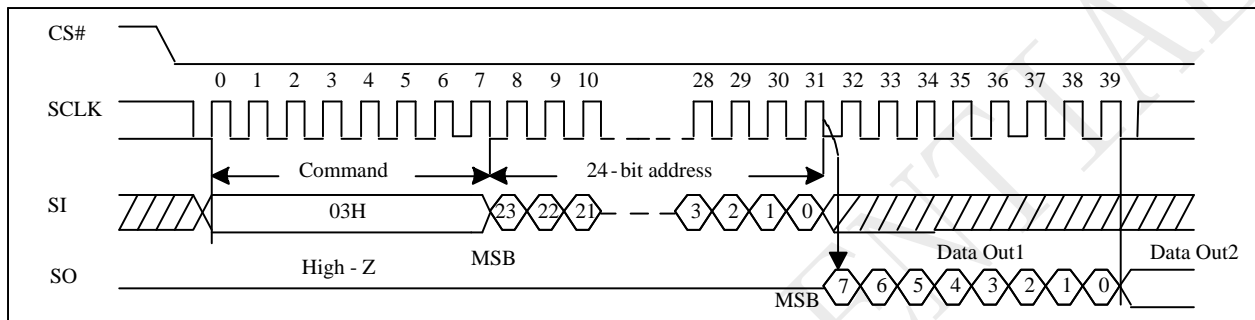 CS#
0 1 2 3 4 5 6 7 8 9 10 28 29 30 31 32 33 34 35 36 37 38 39
SCLK
Command 24-bit address
SI 03H 23 22 21 3 2 1 0
High - Z MSB Data Out1 Data Out2
SO MSB 7 6 5 4 3 2 1 0